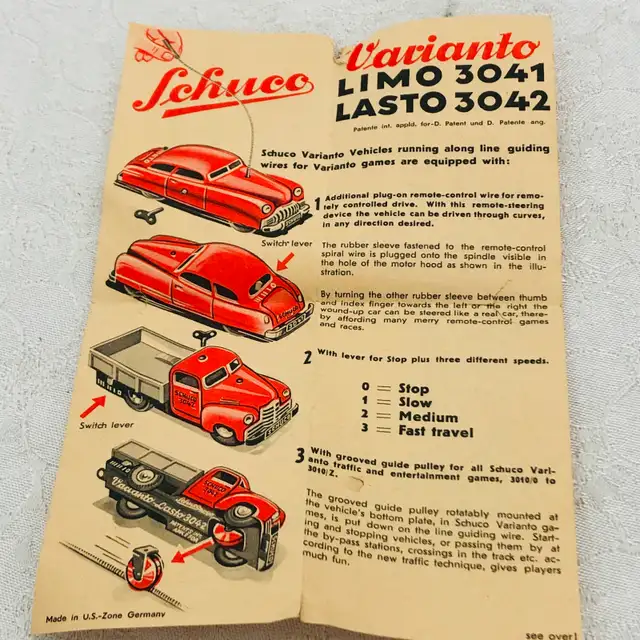 Schuco
Varianto
LIMO 3041
LASTO 3042
Patente int. appld. for-D. Patent und D. Patente ang.
Schuco Varianto Vehicles running along line guiding
wires for Varianto games are equipped with:
1 Additional plug-on remote-control wire for remo-
tely controlled drive. With this remote-steering
device the vehicle can be driven through curves,
in any direction desired.
Switch lever
The rubber sleeve fastened to the remote-control
spiral wire is plugged onto the spindle visible in
the hole of the motor hood as shown in the illu-
stration.
By turning the other rubber sleeve between thumb
and index finger towards the left or the right the
wound-up car can be steered like a real car, there-
by affording many merry remote-control games
and races.
2 With lever for Stop plus three different speeds.
0 = Stop
1 = Slow
2 = Medium
3 = Fast travel
Switch lever
SCHUCO
3042
3 With grooved guide pulley for all Schuco Vari-
anto traffic and entertainment games, 3010/0 to
3010/Z.
Varianto-Lasto-3042
The grooved guide pulley rotatably mounted at
the vehicle's bottom plate, in Schuco Varianto ga-
mes, is put down on the line guiding wire. Start-
ing and stopping vehicles, or passing them by at
the by-pass stations, crossings in the track etc. ac-
cording to the new traffic technique, gives players
much fun.
Made in U.S.-Zone Germany
see over!